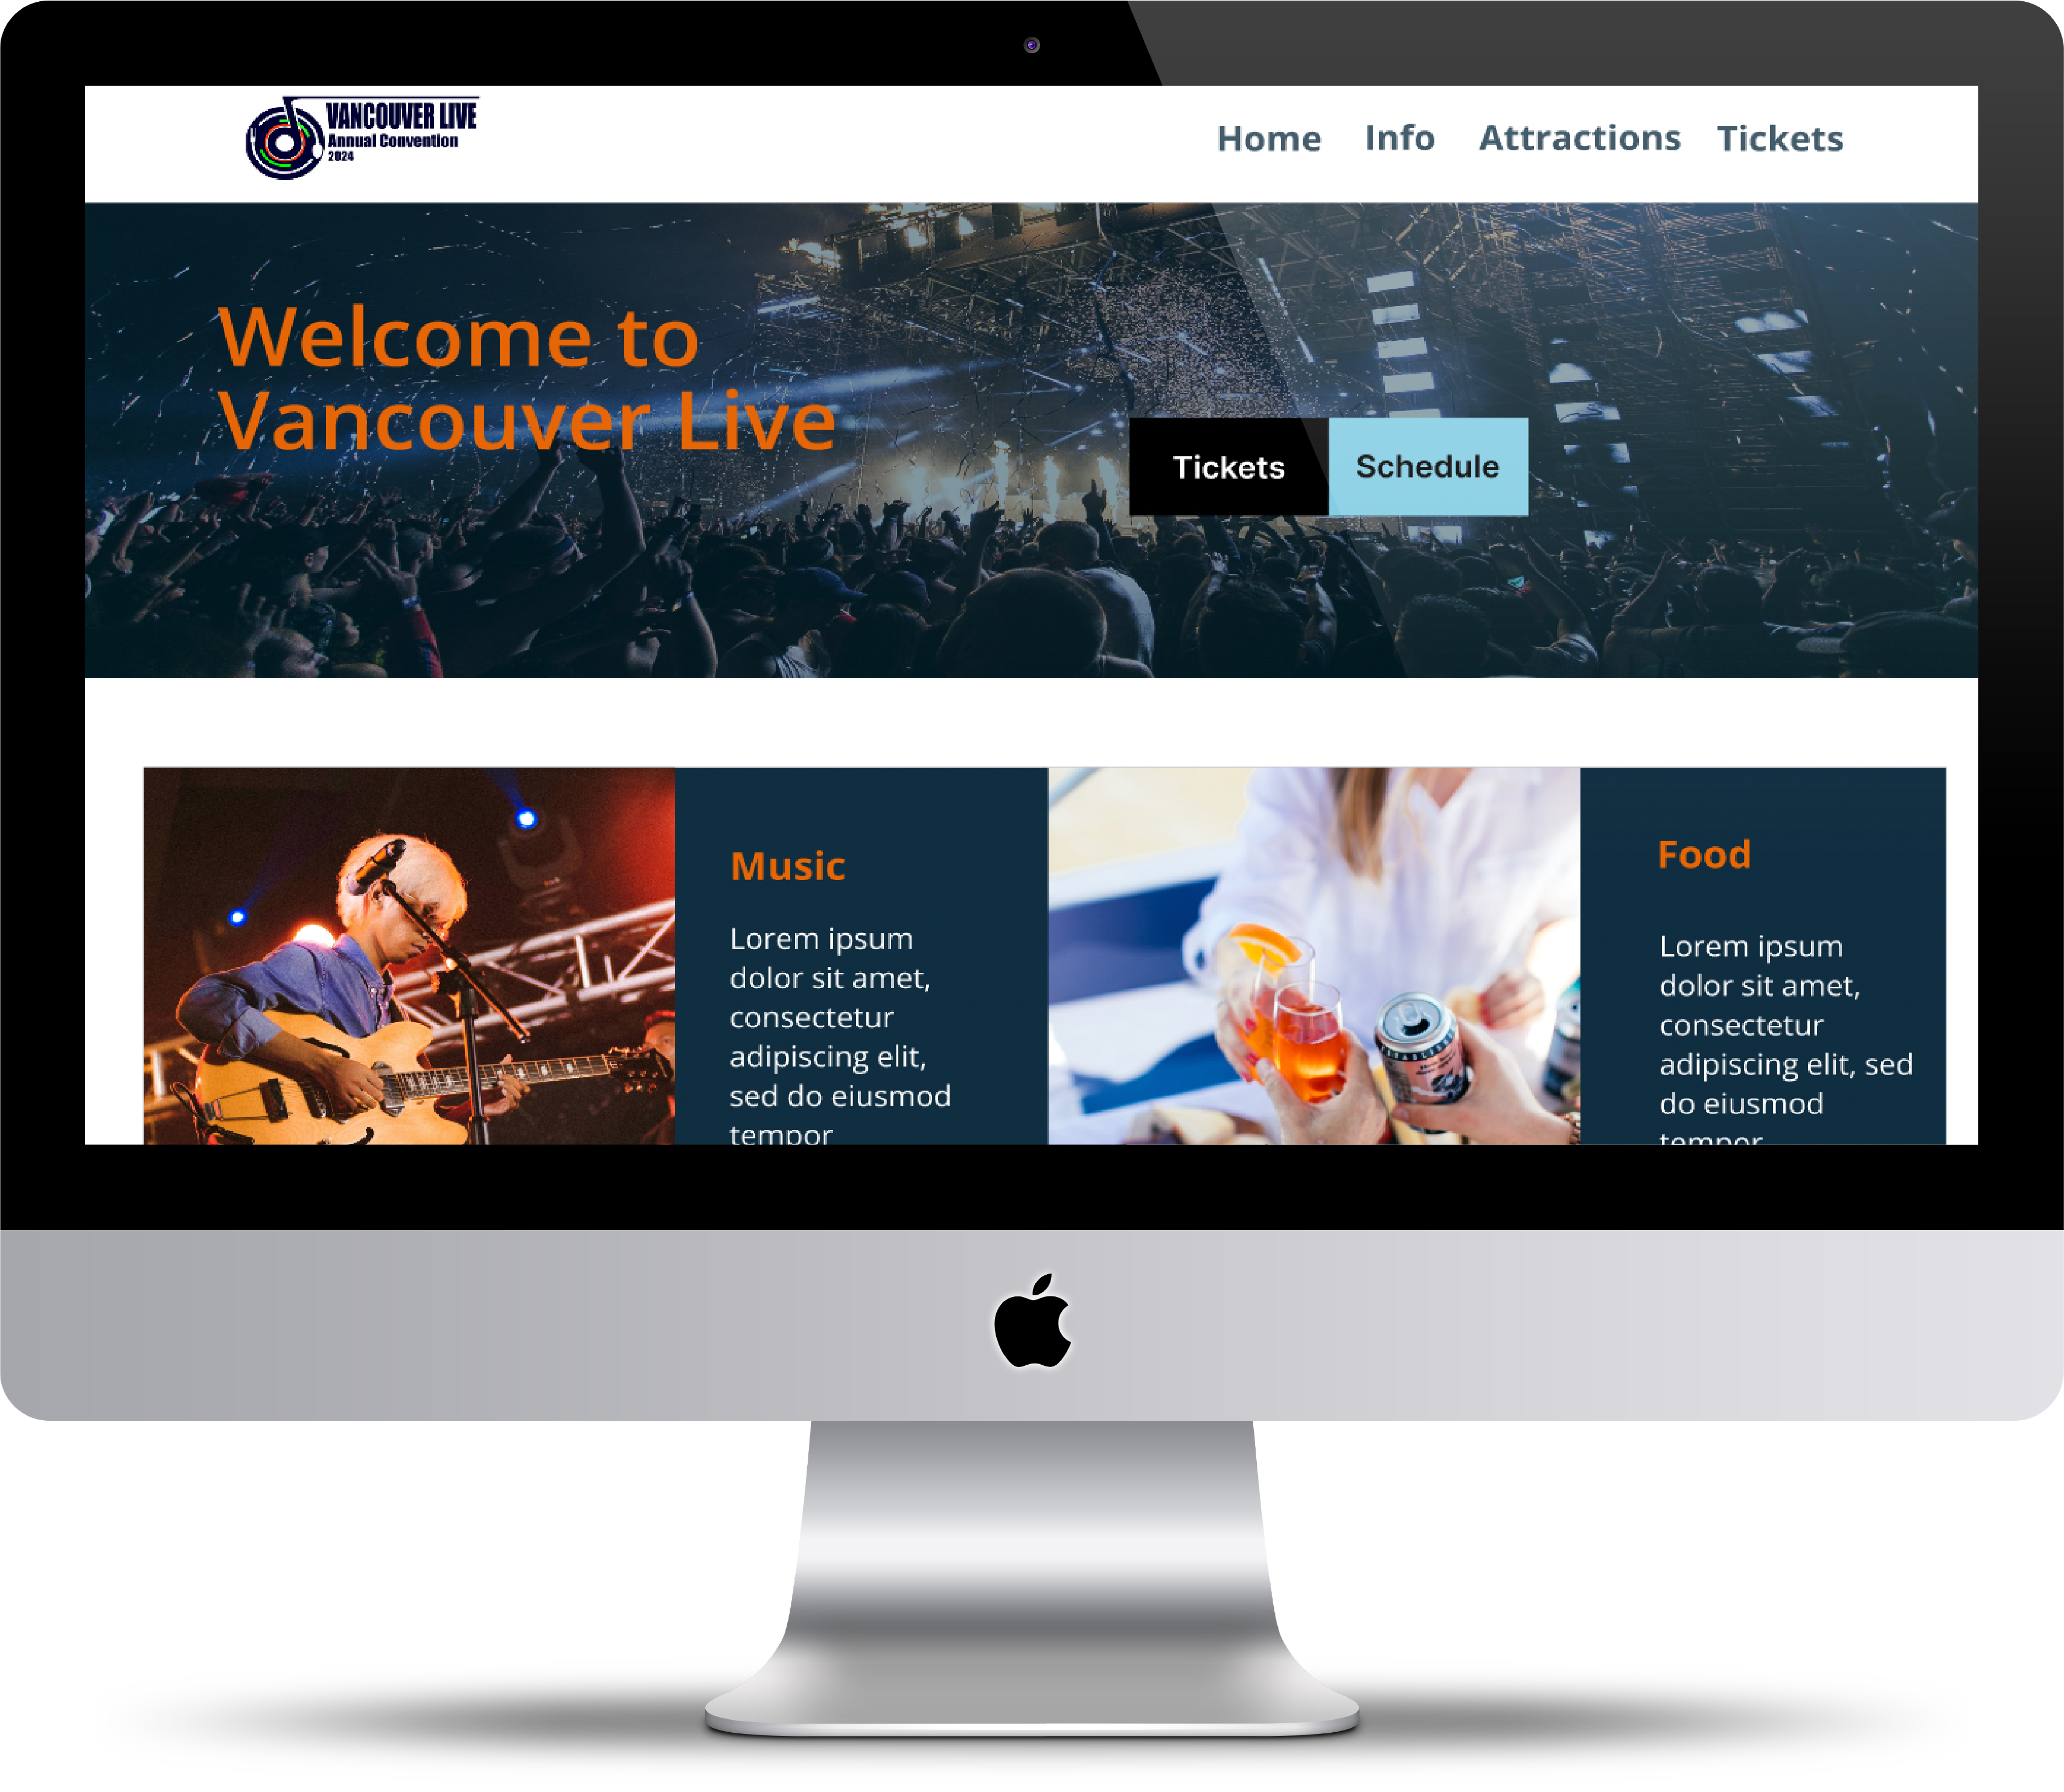 VANCOUVER LIVE
Annual Convention
2024
Home Info Attractions Tickets
Welcome to
Vancouver Live
Tickets Schedule
Music
Lorem ipsum
dolor sit amet,
consectetur
adipiscing elit,
sed do eiusmod
tempor
Food
Lorem ipsum
dolor sit amet,
consectetur
adipiscing elit, sed
do eiusmod
tempor